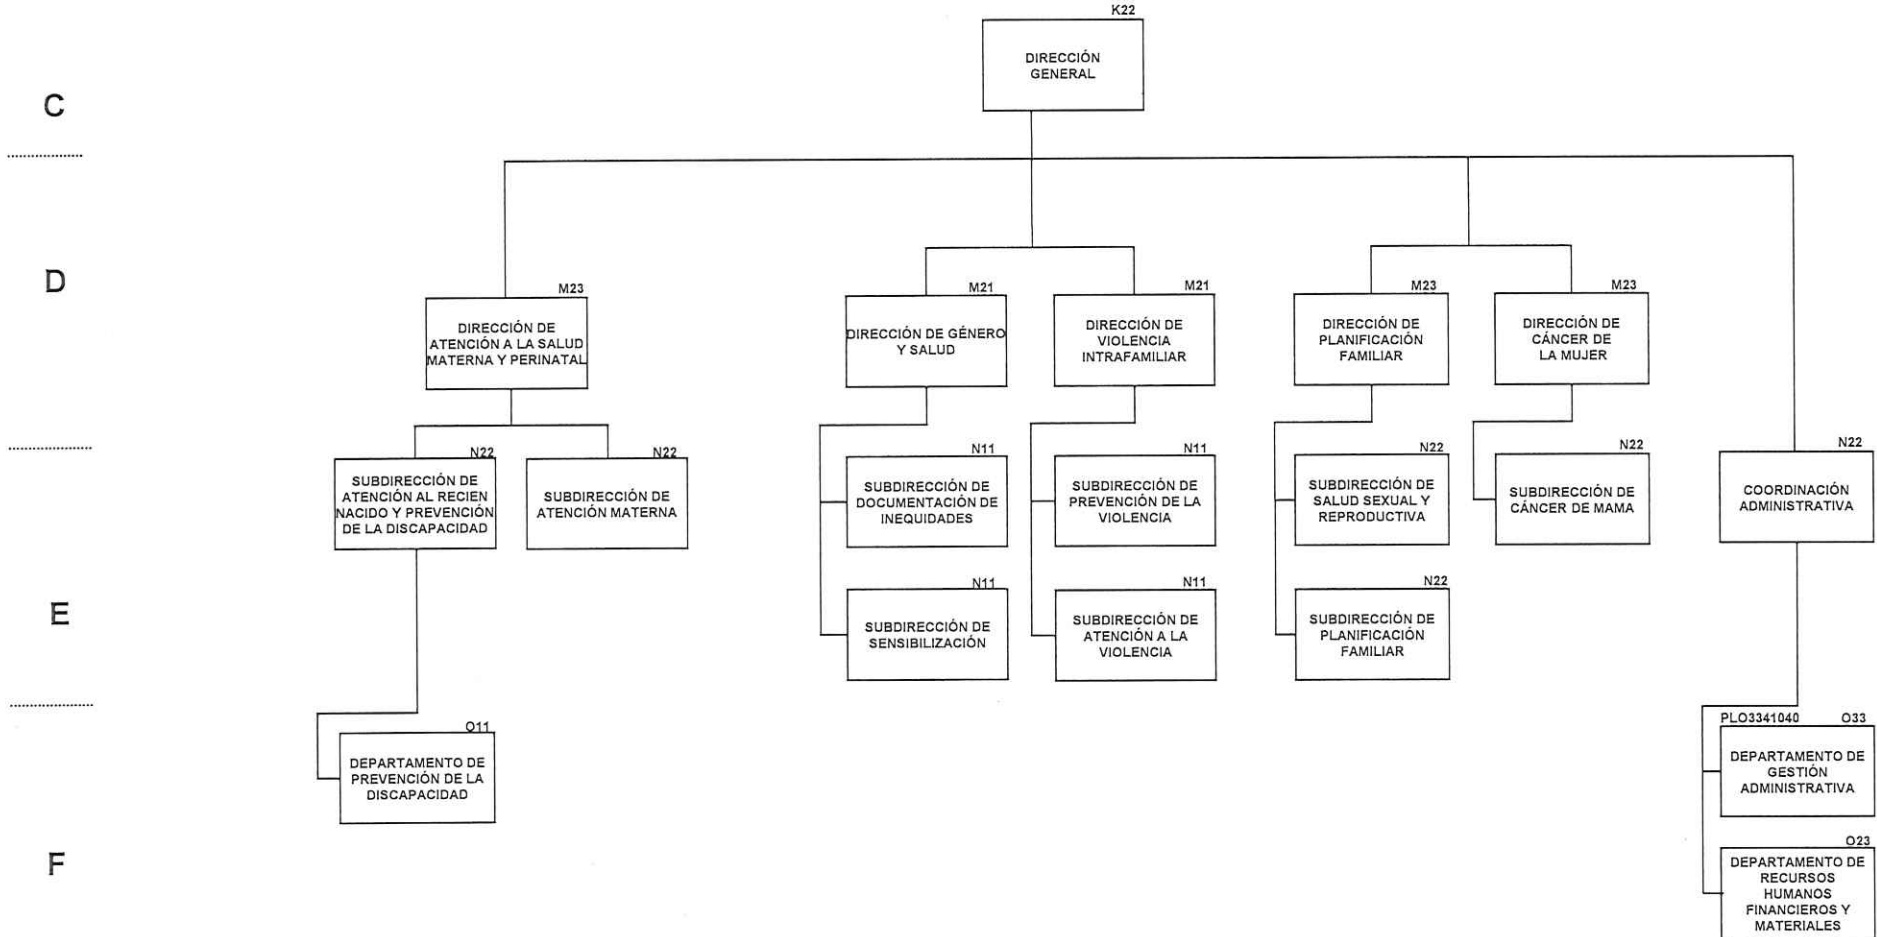 K22
DIRECCIÓN
GENERAL
C
D
M23
DIRECCIÓN DE
ATENCIÓN A LA SALUD
MATERNA Y PERINATAL
M21
DIRECCIÓN DE GÉNERO
Y SALUD
M21
DIRECCIÓN DE
VIOLENCIA
INTRAFAMILIAR
M23
DIRECCIÓN DE
PLANIFICACIÓN
FAMILIAR
M23
DIRECCIÓN DE
CÁNCER DE
LA MUJER
N22
SUBDIRECCIÓN DE
ATENCIÓN AL RECIEN
NACIDO Y PREVENCIÓN
DE LA DISCAPACIDAD
N22
SUBDIRECCIÓN DE
ATENCIÓN MATERNA
N11
SUBDIRECCIÓN DE
DOCUMENTACIÓN DE
INEQUIDADES
N11
SUBDIRECCIÓN DE
PREVENCIÓN DE LA
VIOLENCIA
N22
SUBDIRECCIÓN DE
SALUD SEXUAL Y
REPRODUCTIVA
N22
SUBDIRECCIÓN DE
CÁNCER DE MAMA
N22
COORDINACIÓN
ADMINISTRATIVA
E
N11
SUBDIRECCIÓN DE
SENSIBILIZACIÓN
N11
SUBDIRECCIÓN DE
ATENCIÓN A LA
VIOLENCIA
N22
SUBDIRECCIÓN DE
PLANIFICACIÓN
FAMILIAR
O11
DEPARTAMENTO DE
PREVENCIÓN DE LA
DISCAPACIDAD
PLO3341040 O33
DEPARTAMENTO DE
GESTIÓN
ADMINISTRATIVA
F
O23
DEPARTAMENTO DE
RECURSOS
HUMANOS
FINANCIEROS Y
MATERIALES